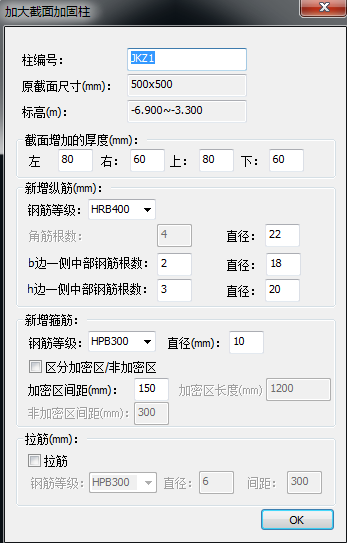 加大截面加固柱
柱编号: JKZ1
原截面尺寸(mm): 500x500
标高(m): -6.900~-3.300
截面增加的厚度(mm):
左 80 右: 60 上: 80 下: 60
新增纵筋(mm):
钢筋等级: HRB400
角筋根数: 4 直径: 22
b边一侧中部钢筋根数: 2 直径: 18
h边一侧中部钢筋根数: 3 直径: 20
新增箍筋:
钢筋等级: HPB300 直径(mm): 10
区分加密区/非加密区
加密区间距(mm): 150 加密区长度(mm) 1200
非加密区间距(mm): 300
拉筋(mm):
拉筋
钢筋等级: HPB300 直径: 6 间距: 300
OK